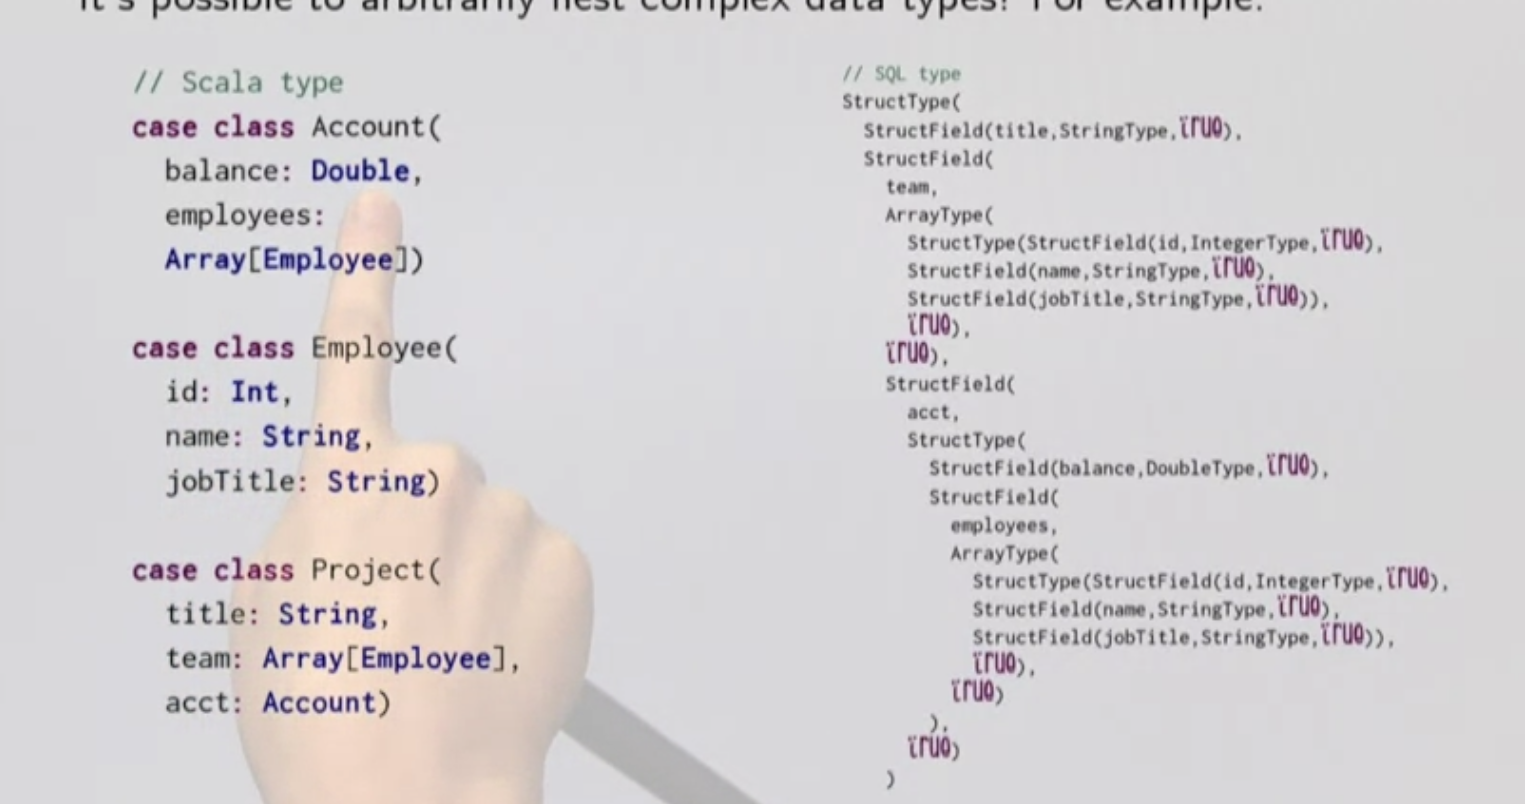 It's possible to arbitrarily nest complex data types! For example:
// Scala type
case class Account(
balance: Double,
employees:
Array[Employee])
case class Employee(
id: Int,
name: String,
jobTitle: String)
case class Project(
title: String,
team: Array[Employee],
acct: Account)
// SQL type
StructType(
StructField(title,StringType,true),
StructField(
team,
ArrayType(
StructType(StructField(id,IntegerType,true),
StructField(name,StringType,true),
StructField(jobTitle,StringType,true)),
true),
true),
StructField(
acct,
StructType(
StructField(balance,DoubleType,true),
StructField(
employees,
ArrayType(
StructType(StructField(id,IntegerType,true),
StructField(name,StringType,true),
StructField(jobTitle,StringType,true)),
true),
true)
),
true)
)